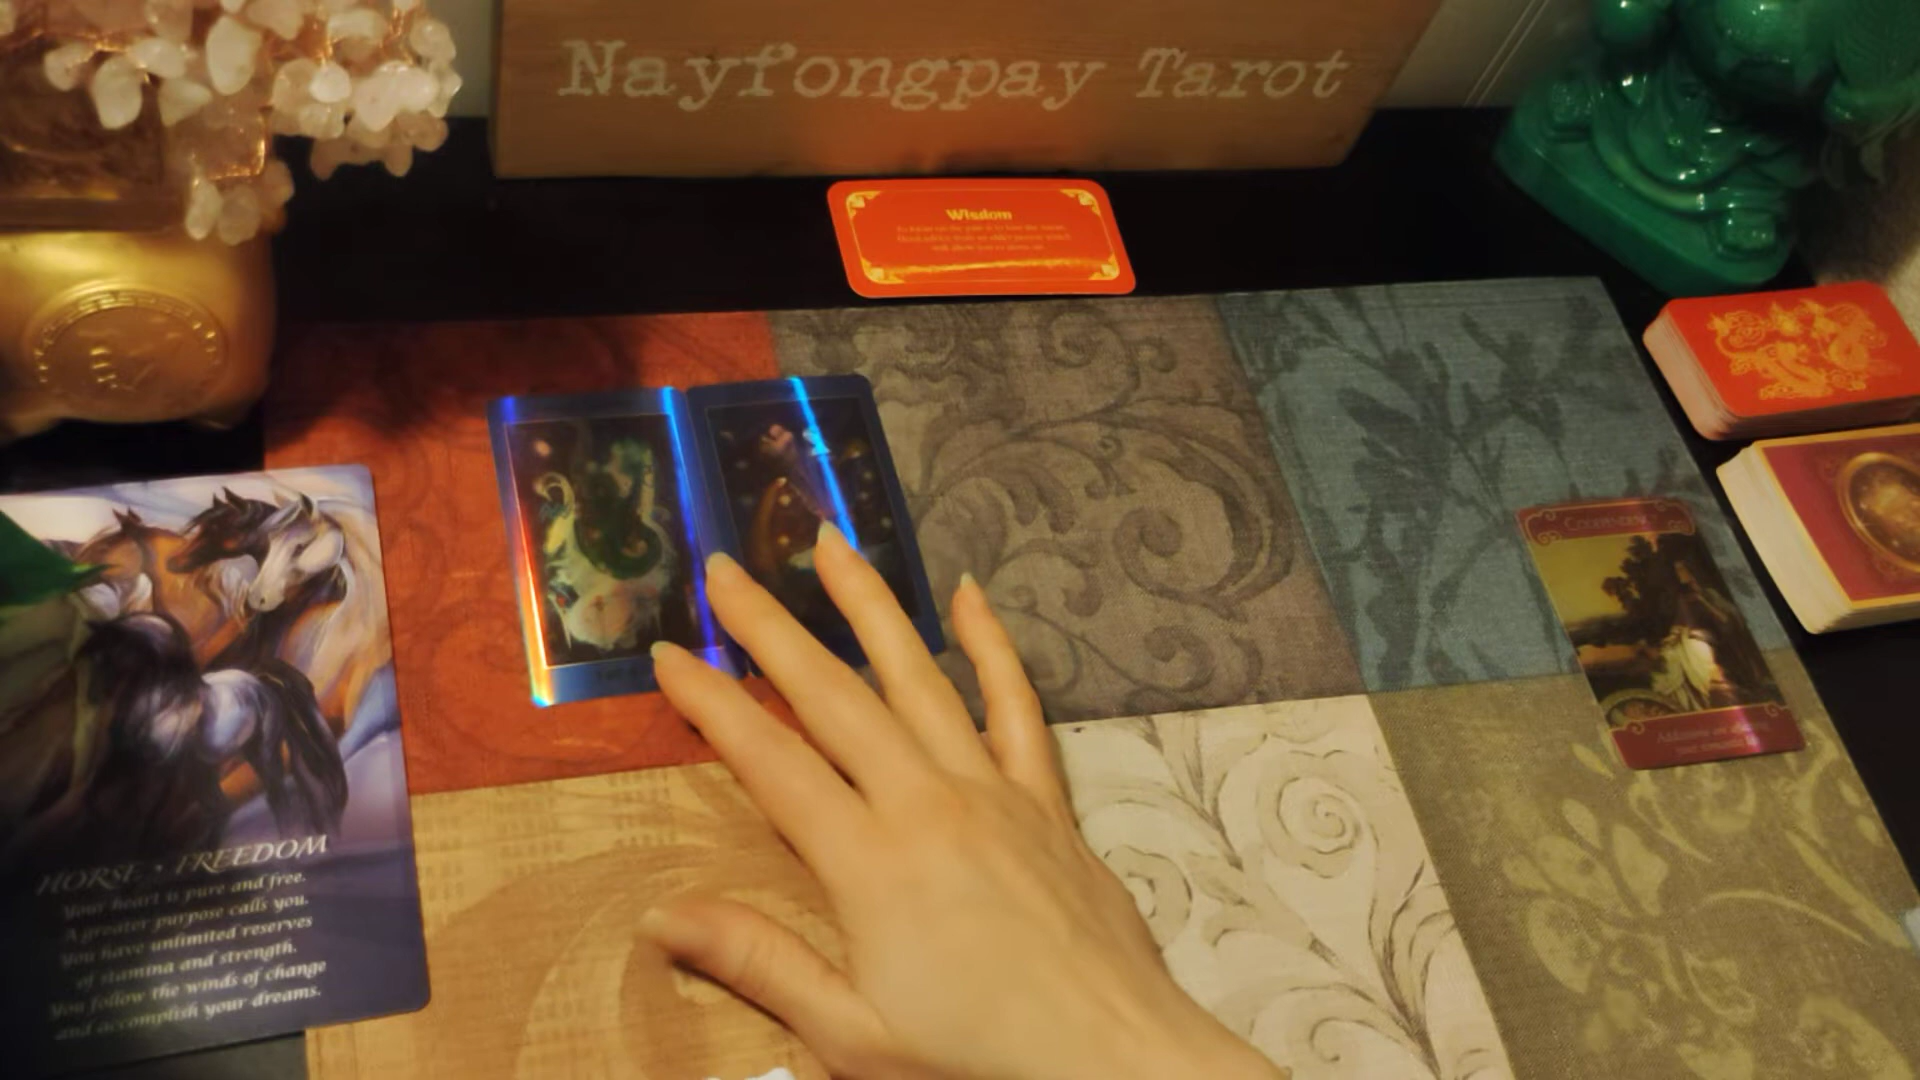 Nayfongpay Tarot
Wisdom
HORSE • FREEDOM
Your heart is pure and free.
A greater purpose calls you.
You have unlimited reserves
of stamina and strength.
You follow the winds of change
and accomplish your dreams.